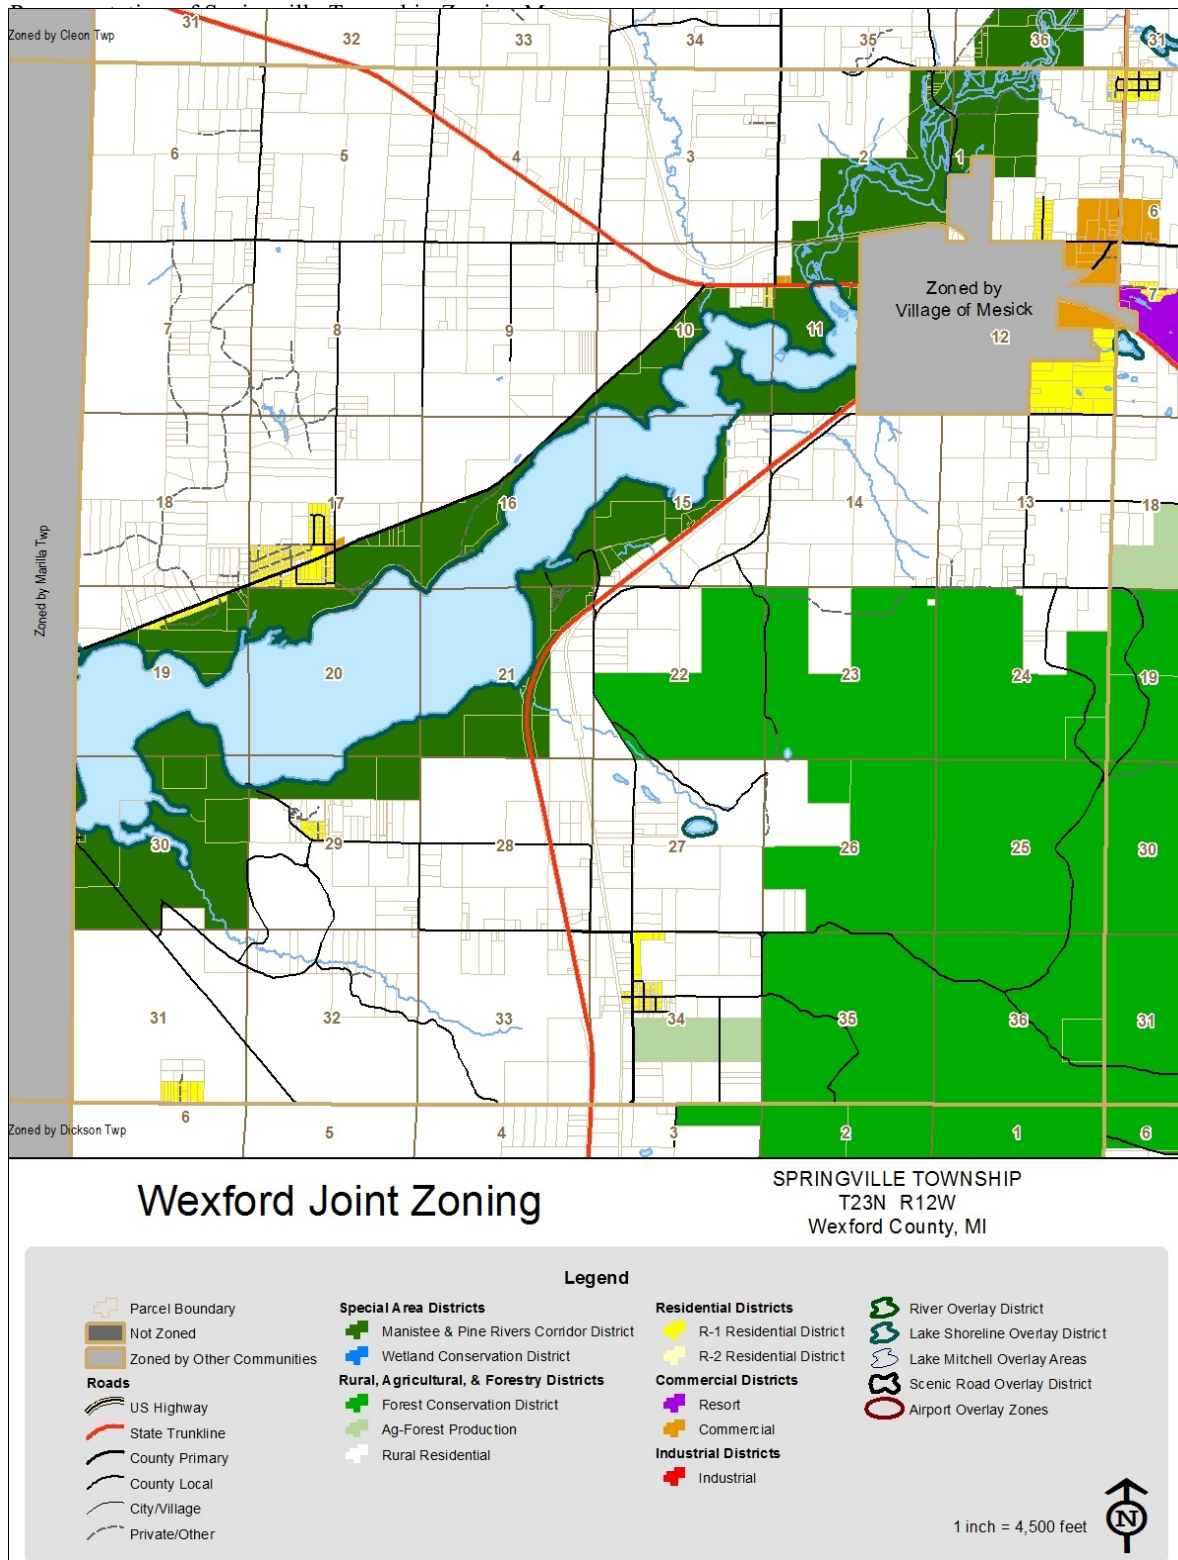 Zoned by Cleon Twp
31
32
33
34
35
36
31
6
5
4
3
2
1
6
7
8
9
10
11
Zoned by
Village of Mesick
12
7
18
17
16
15
14
13
18
Zoned by Marilla Twp
19
20
21
22
23
24
19
30
29
28
27
26
25
30
31
32
33
34
35
36
31
Zoned by Dickson Twp
6
5
4
3
2
1
6
Wexford Joint Zoning
SPRINGVILLE TOWNSHIP
T23N R12W
Wexford County, MI
Legend
Parcel Boundary
Not Zoned
Zoned by Other Communities
Roads
US Highway
State Trunkline
County Primary
County Local
City/Village
Private/Other
Special Area Districts
Manistee & Pine Rivers Corridor District
Wetland Conservation District
Rural, Agricultural, & Forestry Districts
Forest Conservation District
Ag-Forest Production
Rural Residential
Residential Districts
R-1 Residential District
R-2 Residential District
Commercial Districts
Resort
Commercial
Industrial Districts
Industrial
River Overlay District
Lake Shoreline Overlay District
Lake Mitchell Overlay Areas
Scenic Road Overlay District
Airport Overlay Zones
1 inch = 4,500 feet
N